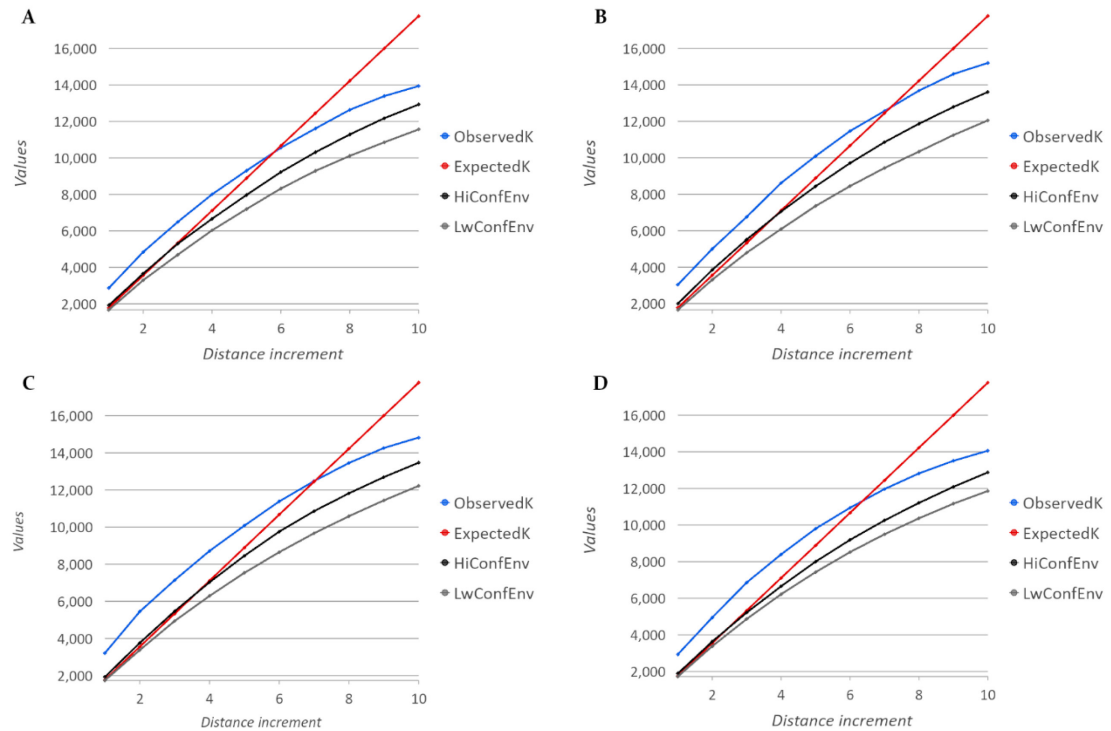 A
16,000
14,000
12,000
10,000
8,000
6,000
4,000
2,000
Values
2 4 6 8 10
Distance increment
ObservedK
ExpectedK
HiConfEnv
LwConfEnv
B
16,000
14,000
12,000
10,000
8,000
6,000
4,000
2,000
Values
2 4 6 8 10
Distance increment
ObservedK
ExpectedK
HiConfEnv
LwConfEnv
C
16,000
14,000
12,000
10,000
8,000
6,000
4,000
2,000
Values
2 4 6 8 10
Distance increment
ObservedK
ExpectedK
HiConfEnv
LwConfEnv
D
16,000
14,000
12,000
10,000
8,000
6,000
4,000
2,000
Values
2 4 6 8 10
Distance increment
ObservedK
ExpectedK
HiConfEnv
LwConfEnv